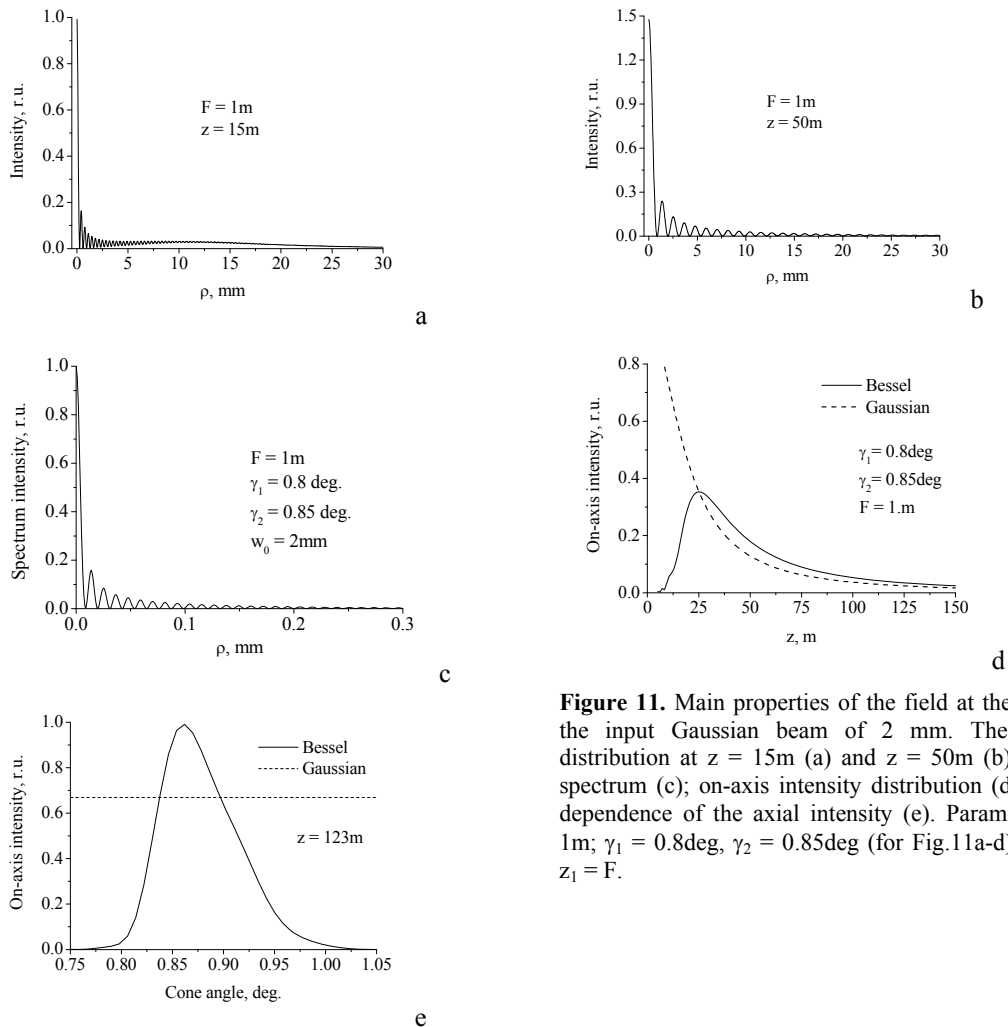 1.0
0.8
0.6
0.4
0.2
0.0
Intensity, r.u.
F = 1m
z = 15m
0 5 10 15 20 25 30
ρ, mm
a
1.5
1.2
0.9
0.6
0.3
0.0
Intensity, r.u.
F = 1m
z = 50m
0 5 10 15 20 25 30
ρ, mm
b
1.0
0.8
0.6
0.4
0.2
0.0
Spectrum intensity, r.u.
F = 1m
γ₁ = 0.8 deg.
γ₂ = 0.85 deg.
w₀ = 2mm
0.0 0.1 0.2 0.3
ρ, mm
c
0.8
0.6
0.4
0.2
0.0
On-axis intensity, r.u.
Bessel
Gaussian
γ₁= 0.8deg
γ₂= 0.85deg
F = 1.m
0 25 50 75 100 125 150
z, m
d
1.0
0.8
0.6
0.4
0.2
0.0
On-axis intensity, r.u.
Bessel
Gaussian
z = 123m
0.75 0.80 0.85 0.90 0.95 1.00 1.05
Cone angle, deg.
e
Figure 11. Main properties of the field at the
the input Gaussian beam of 2 mm. The
distribution at z = 15m (a) and z = 50m (b)
spectrum (c); on-axis intensity distribution (d
dependence of the axial intensity (e). Param
1m; γ₁ = 0.8deg, γ₂ = 0.85deg (for Fig.11a-d)
z₁ = F.